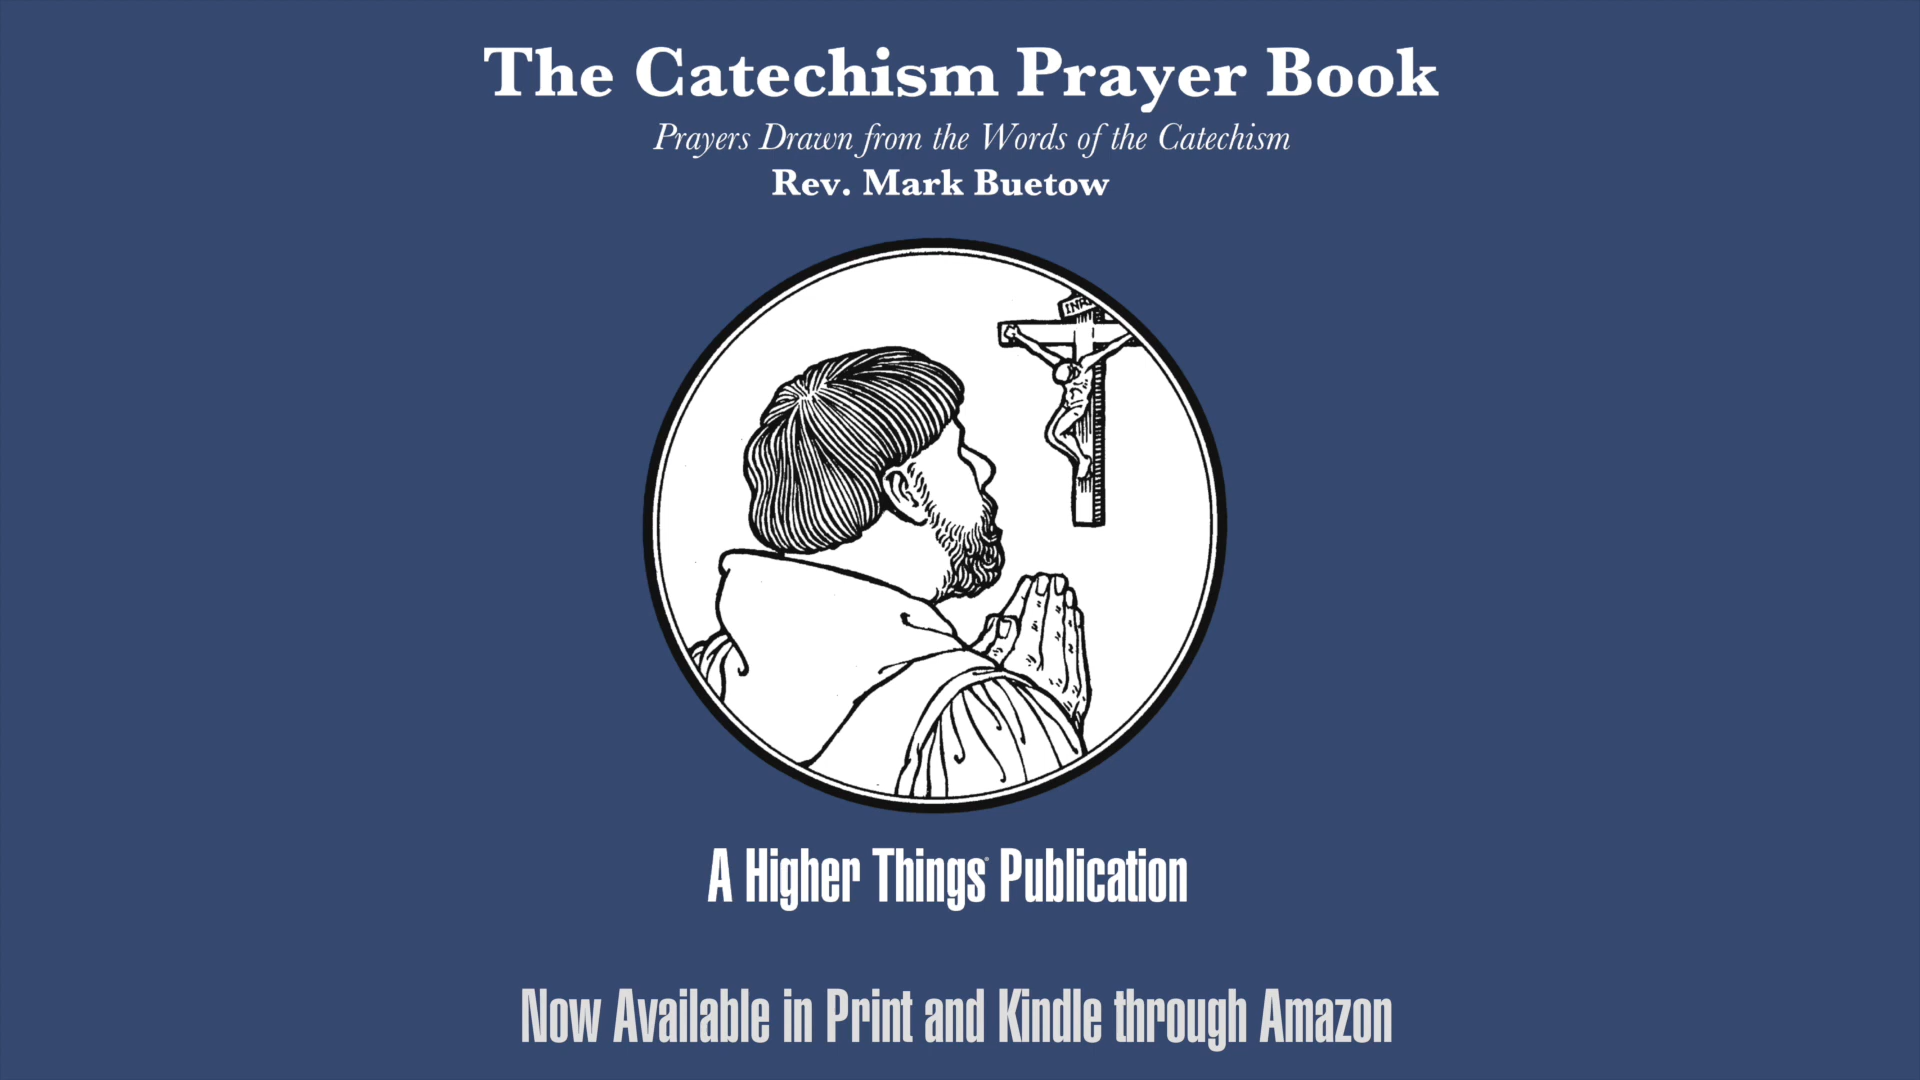 The Catechism Prayer Book
Prayers Drawn from the Words of the Catechism
Rev. Mark Buetow
INRI
A Higher Things® Publication
Now Available in Print and Kindle through Amazon